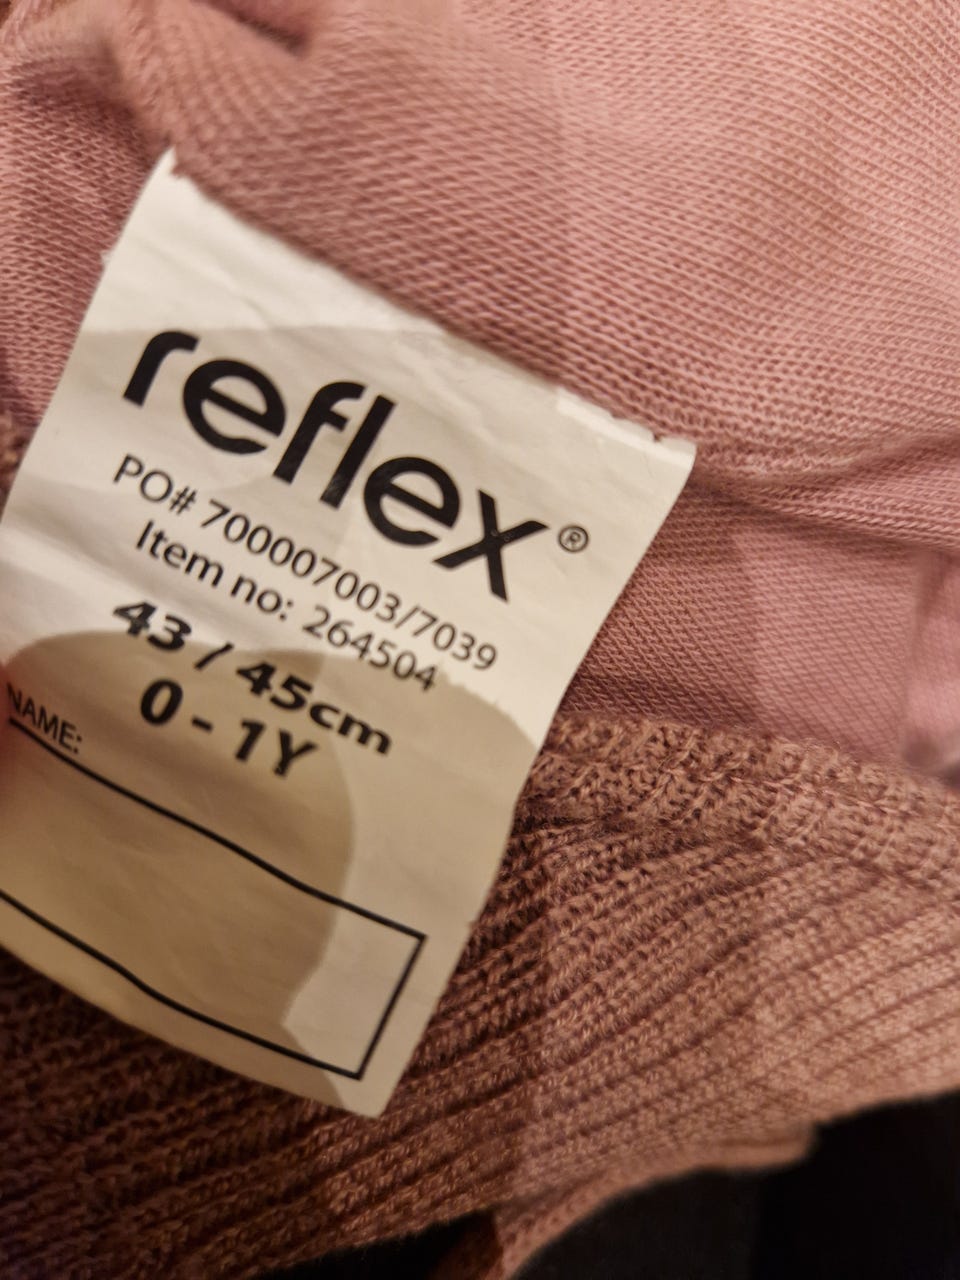 reflex®
PO# 700007003/7039
Item no: 264504
43 / 45cm
0 - 1Y
NAME: